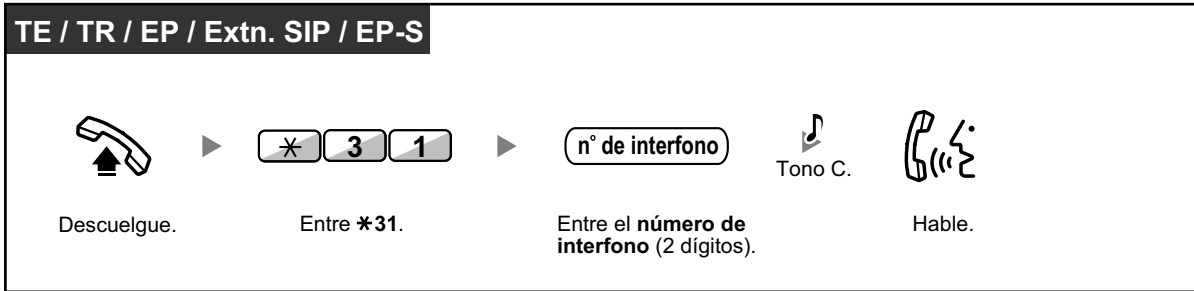 TE / TR / EP / Extn. SIP / EP-S
* 3 1
n° de interfono
Tono C.
Descuelgue.
Entre *31.
Entre el número de
interfono (2 dígitos).
Hable.